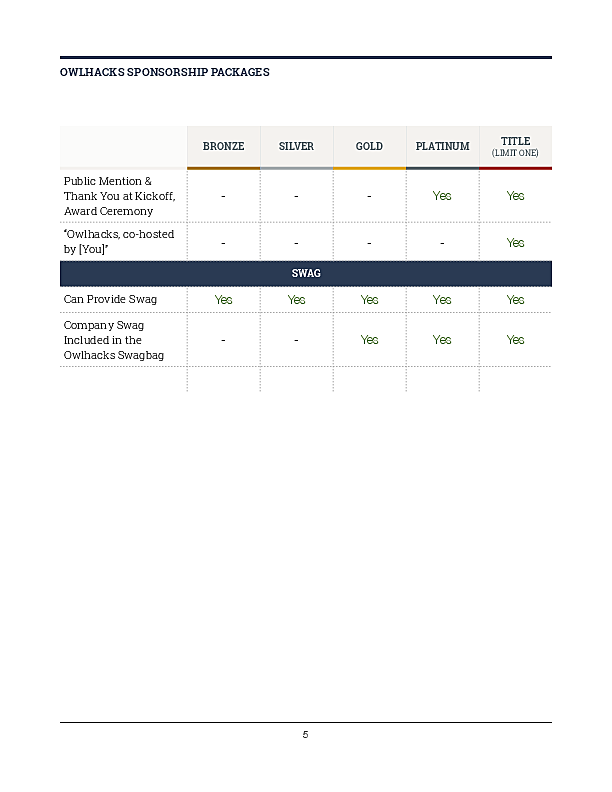 OWLHACKS SPONSORSHIP PACKAGES
BRONZE SILVER GOLD PLATINUM TITLE
(LIMIT ONE)
Public Mention &
Thank You at Kickoff,
Award Ceremony
- - - Yes Yes
“Owlhacks, co-hosted
by [You]”
- - - - Yes
SWAG
Can Provide Swag Yes Yes Yes Yes Yes
Company Swag
Included in the
Owlhacks Swagbag
- - Yes Yes Yes
5